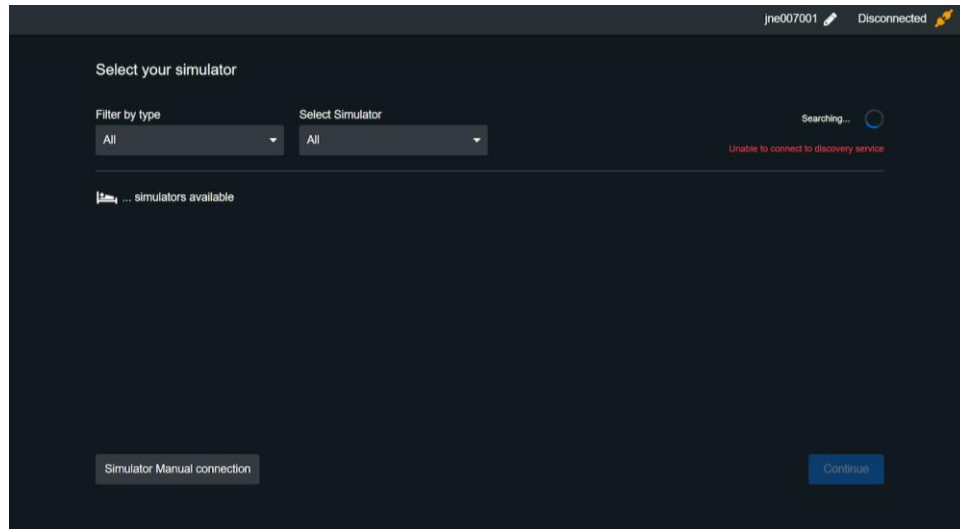 jne007001 Disconnected
Select your simulator
Filter by type Select Simulator
Searching...
All All
Unable to connect to discovery service
... simulators available
Simulator Manual connection Continue